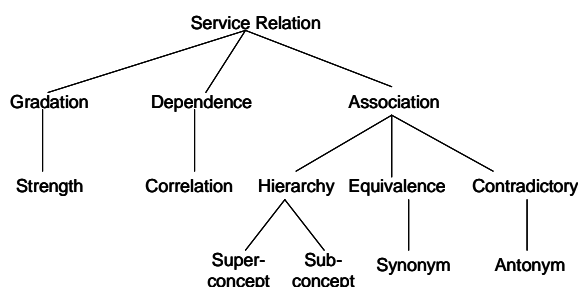 Service Relation
Gradation Dependence Association
Strength Correlation Hierarchy Equivalence Contradictory
Super- Sub- Synonym Antonym
concept concept